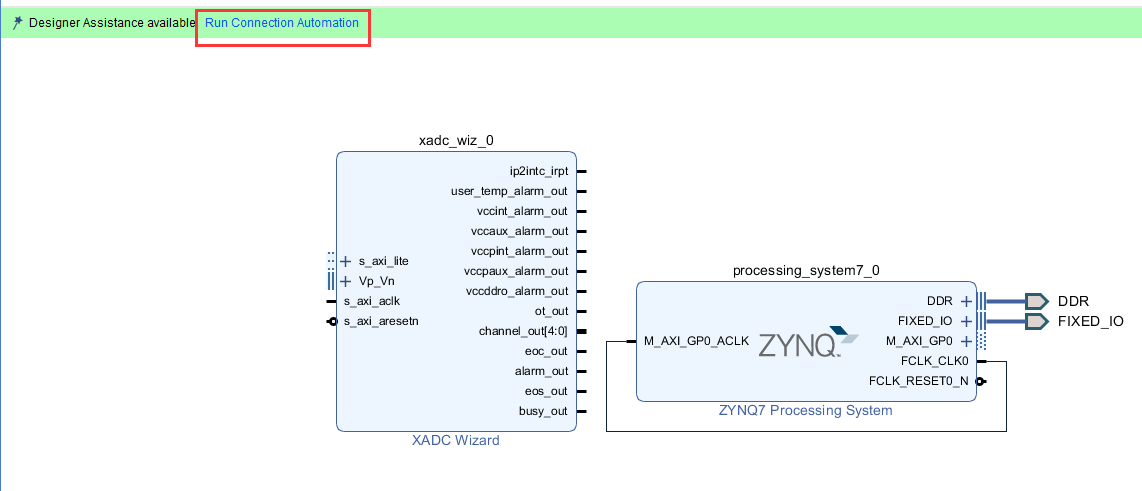 Designer Assistance available Run Connection Automation
xadc_wiz_0
ip2intc_irpt
user_temp_alarm_out
vccint_alarm_out
vccaux_alarm_out
vccpint_alarm_out
vccpaux_alarm_out
vccddro_alarm_out
ot_out
channel_out[4:0]
eoc_out
alarm_out
eos_out
busy_out
s_axi_lite
Vp_Vn
s_axi_aclk
s_axi_aresetn
XADC Wizard
processing_system7_0
M_AXI_GP0_ACLK
ZYNQ
DDR
FIXED_IO
M_AXI_GP0
FCLK_CLK0
FCLK_RESET0_N
ZYNQ7 Processing System
DDR
FIXED_IO